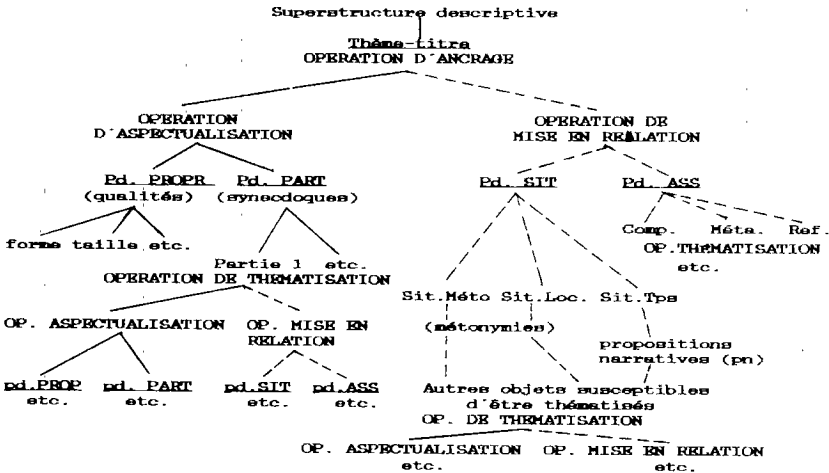 Superstructure descriptive
Thème-titre
OPERATION D'ANCRAGE
OPERATION D'ASPECTUALISATION
OPERATION DE MISE EN REALATION
Pd. PROPR Pd. PART Pd. SIT Pd. ASS
(qualités) (synecdoques)
Comp. Méta. Ref.
forme taille etc. OP.THEMATISATION
Partie 1 etc. etc.
OPERATION DE THEMATISATION
Sit.Méto Sit.Loc. Sit.Tps
OP. ASPECTUALISATION OP. MISE EN RELATION
(métonymies)
propositions
narratives (pn)
pd.PROP pd. PART pd.SIT pd.ASS
etc. etc. etc. etc.
Autres objets susceptibles
d'être thématisés
OP. DE THEMATISATION
OP. ASPECTUALISATION OP. MISE EN RELATION
etc. etc.